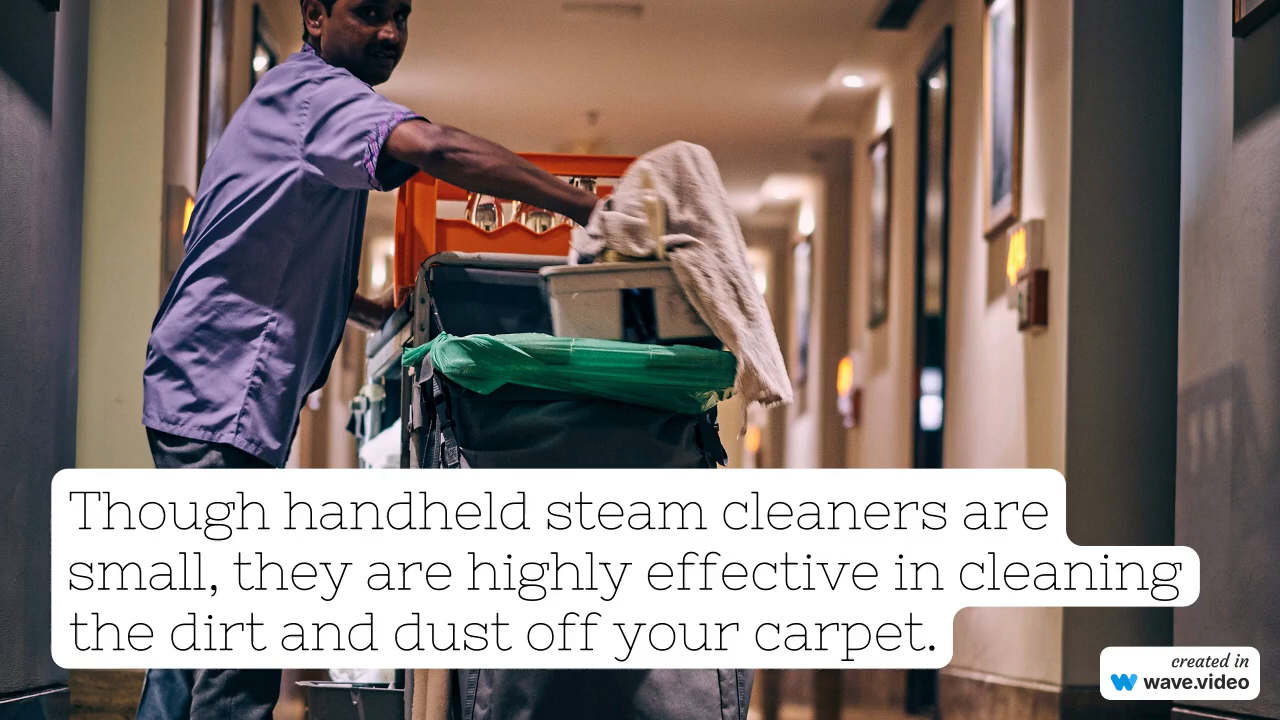 Though handheld steam cleaners are
small, they are highly effective in cleaning
the dirt and dust off your carpet.
created in
wave.video